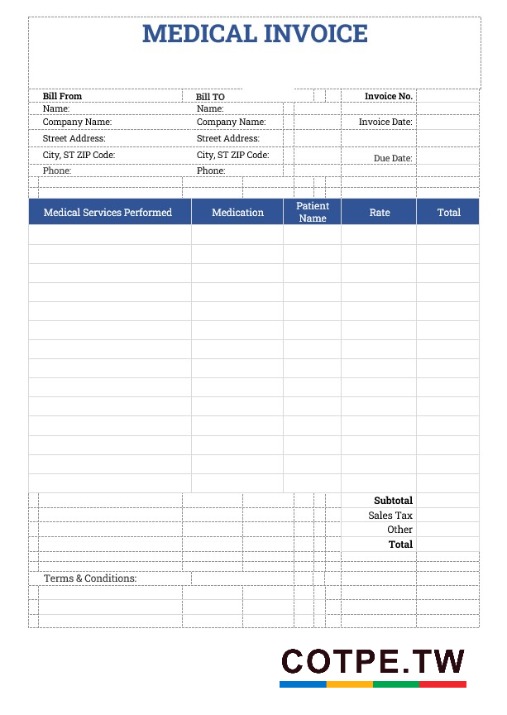 MEDICAL INVOICE
Bill From Bill TO Invoice No.
Name: Name:
Company Name: Company Name: Invoice Date:
Street Address: Street Address:
City, ST ZIP Code: City, ST ZIP Code: Due Date:
Phone: Phone:
Medical Services Performed Medication Patient Name Rate Total
Subtotal
Sales Tax
Other
Total
Terms & Conditions:
COTPE.TW